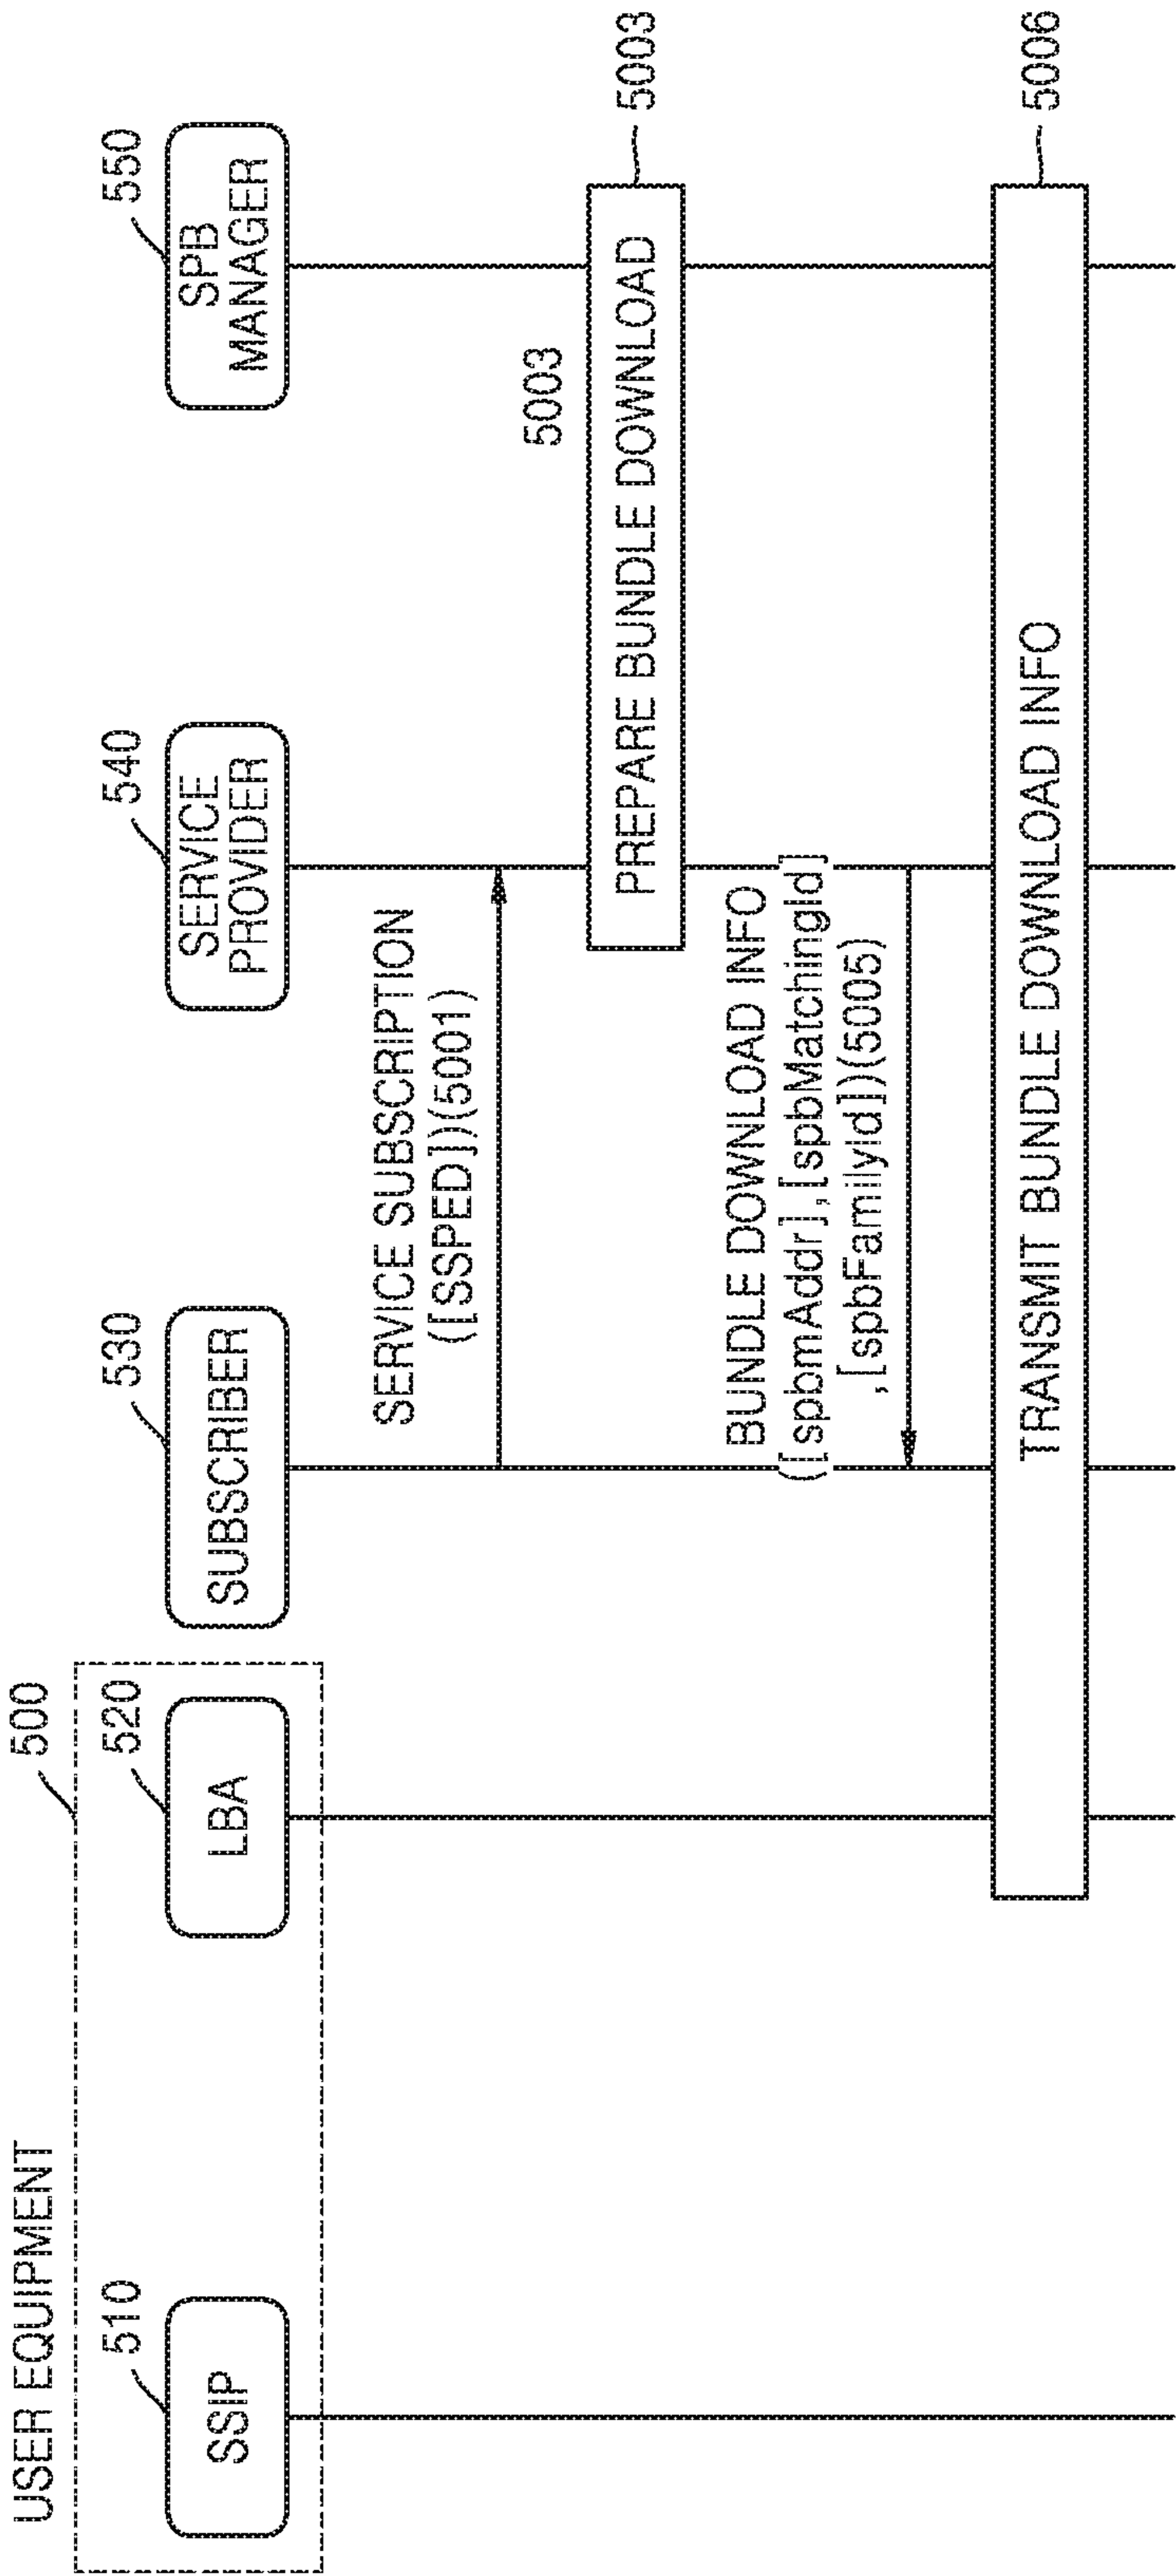 USER EQUIPMENT
500
510
520
530
540
550
SSIP
LBA
SUBSCRIBER
SERVICE
PROVIDER
SPB
MANAGER
SERVICE SUBSCRIPTION
([SSPED])(5001)
5003
PREPARE BUNDLE DOWNLOAD
5003
BUNDLE DOWNLOAD INFO
([spbmAddr],[spbMatchingId]
,[spbFamilyId])(5005)
TRANSMIT BUNDLE DOWNLOAD INFO
5006